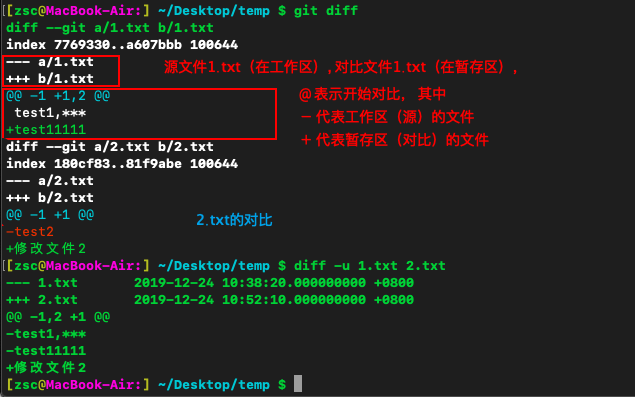 [zsc@MacBook-Air:] ~/Desktop/temp $ git diff
diff --git a/1.txt b/1.txt
index 7769330..a607bbb 100644
--- a/1.txt
+++ b/1.txt
源文件1.txt（在工作区）, 对比文件1.txt（在暂存区）,
@@ -1 +1,2 @@
test1,***
+test11111
@表示开始对比， 其中
－ 代表工作区（源）的文件
＋ 代表暂存区（对比）的文件
diff --git a/2.txt b/2.txt
index 180cf83..81f9abe 100644
--- a/2.txt
+++ b/2.txt
@@ -1 +1 @@
-test2
+修改文件2
2.txt的对比
[zsc@MacBook-Air:] ~/Desktop/temp $ diff -u 1.txt 2.txt
--- 1.txt 2019-12-24 10:38:20.000000000 +0800
+++ 2.txt 2019-12-24 10:52:10.000000000 +0800
@@ -1,2 +1 @@
-test1,***
-test11111
+修改文件2
[zsc@MacBook-Air:] ~/Desktop/temp $